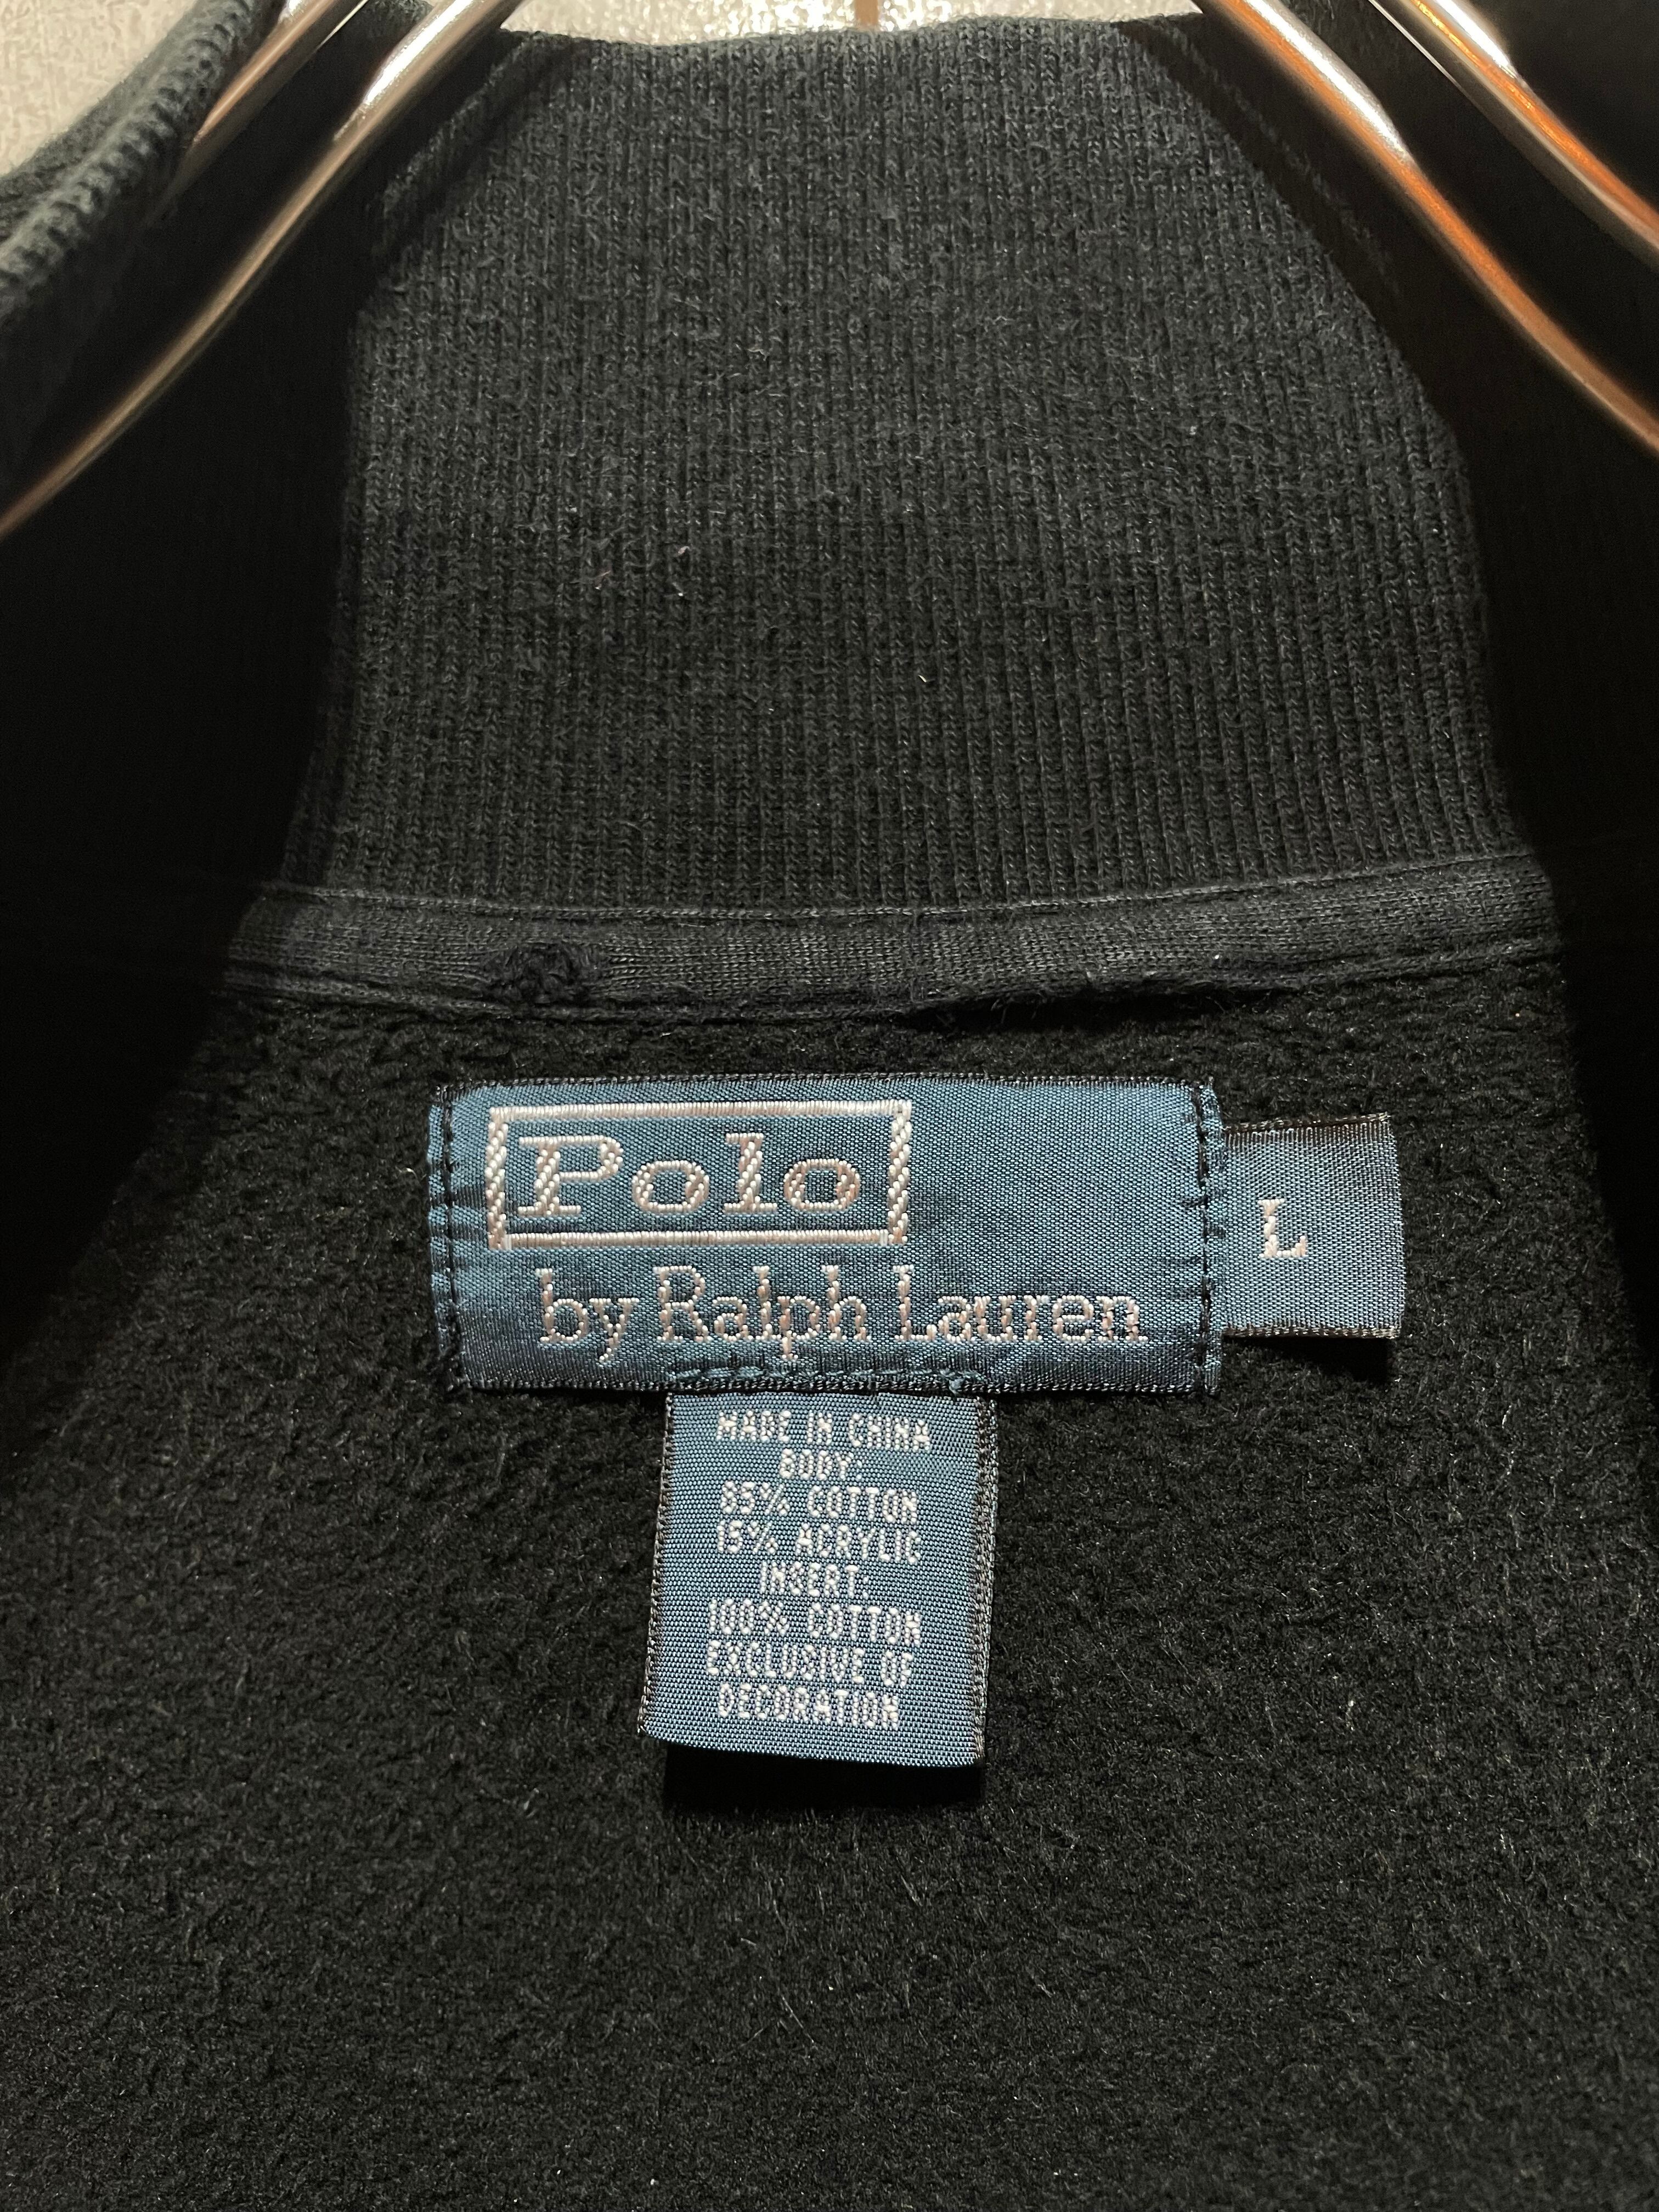 Polo
by Ralph Lauren
L
MADE IN CHINA
BODY:
85% COTTON
15% ACRYLIC
INSERT:
100% COTTON
EXCLUSIVE OF
DECORATION